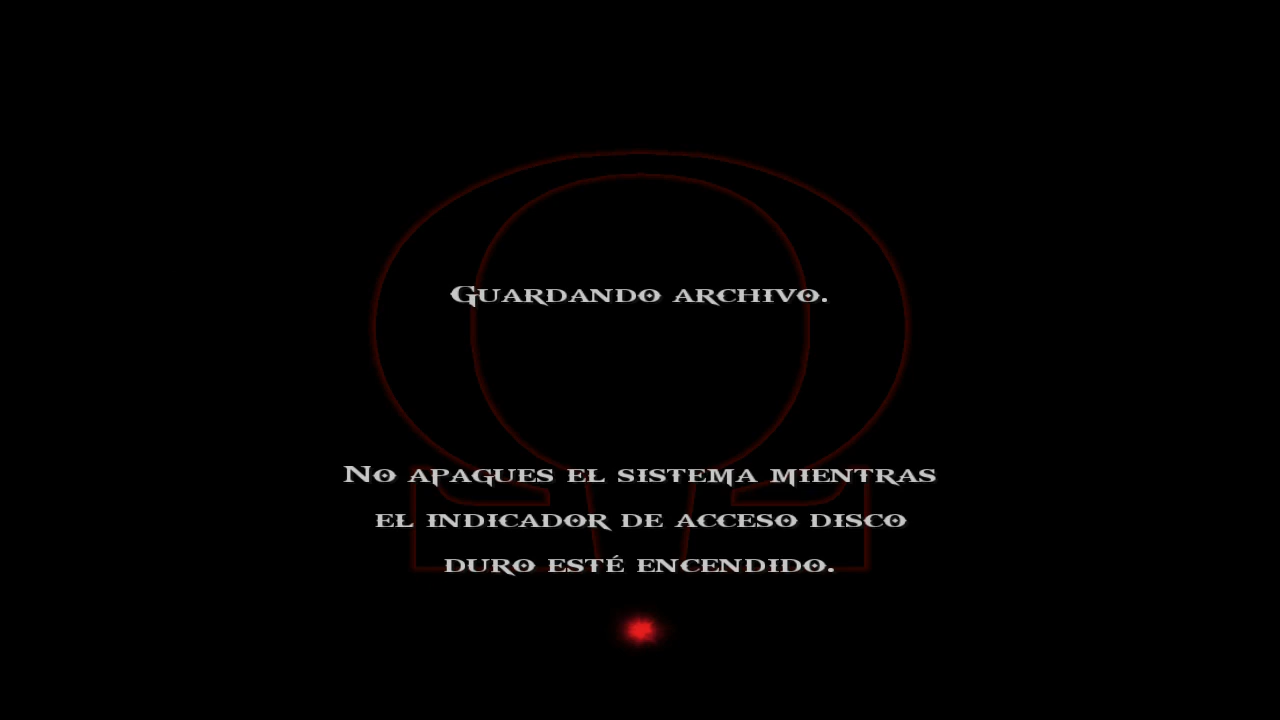 Guardando archivo.
No apagues el sistema mientras
el indicador de acceso disco
duro esté encendido.